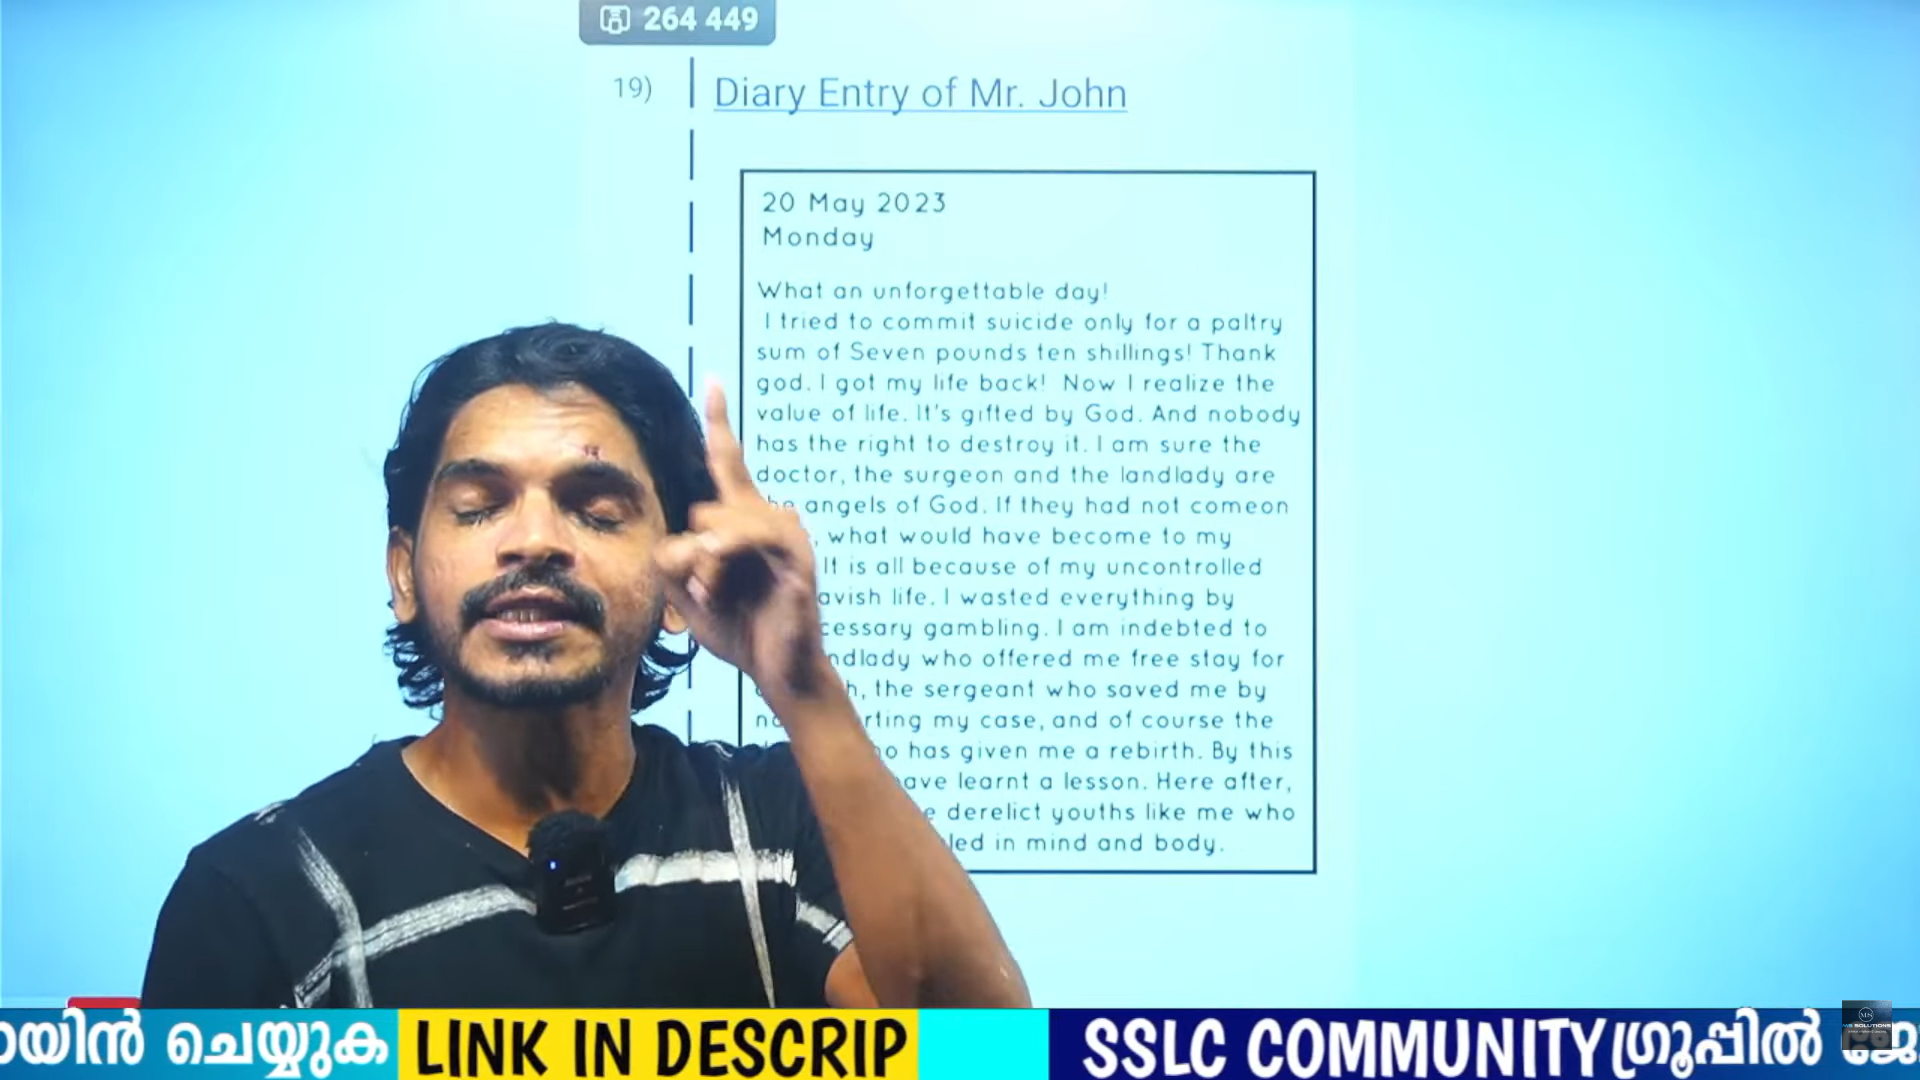 264 449
19)
Diary Entry of Mr. John
20 May 2023
Monday
What an unforgettable day!
I tried to commit suicide only for a paltry
sum of Seven pounds ten shillings! Thank
god. I got my life back! Now I realize the
value of life. It's gifted by God. And nobody
has the right to destroy it. I am sure the
doctor, the surgeon and the landlady are
angels of God. If they had not comeon
what would have become to my
It is all because of my uncontrolled
life. I wasted everything by
gambling. I am indebted to
who offered me free stay for
the sergeant who saved me by
my case, and of course the
has given me a rebirth. By this
learnt a lesson. Here after,
derelict youths like me who
in mind and body.
ചെയ്യുക LINK IN DESCRIP SSLC COMMUNITY ഗ്രൂപ്പിൽ
MS SOLUTIONS